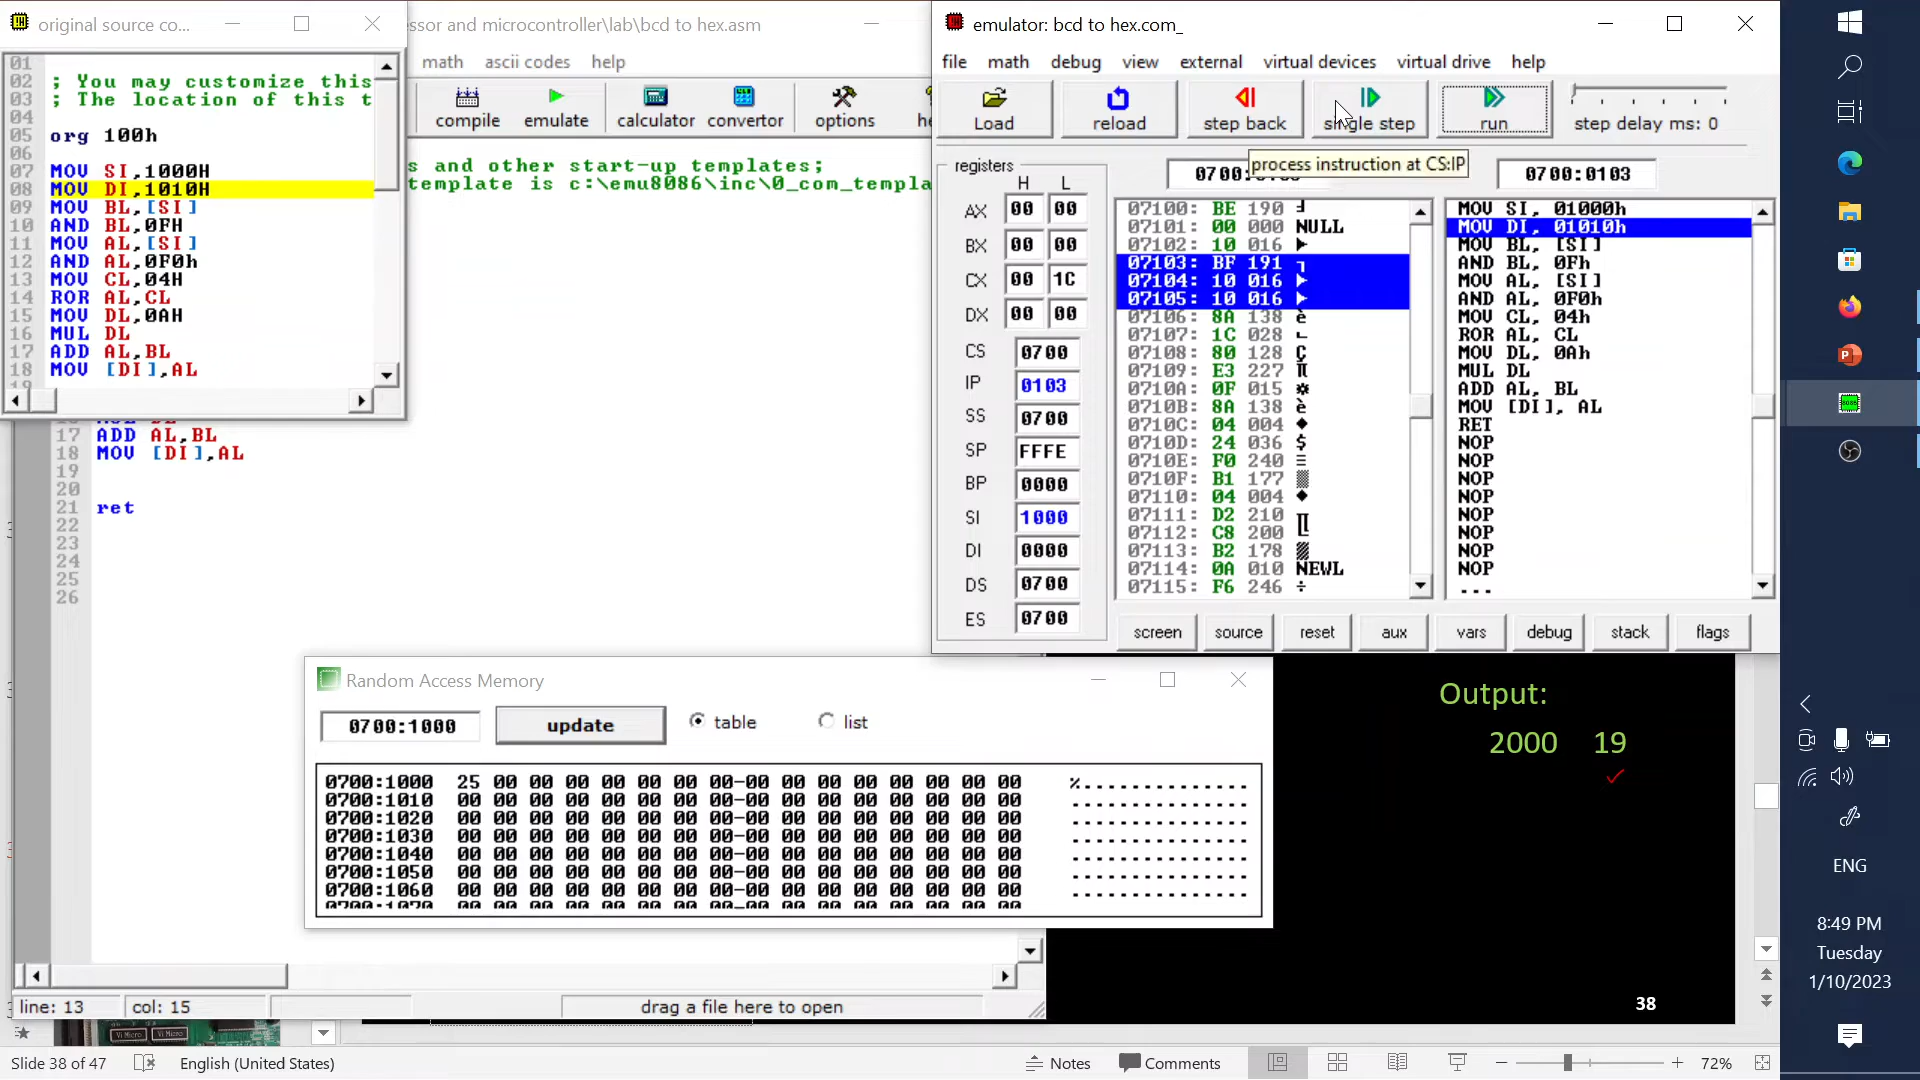 original source co...
01
02 ; You may customize this
03 ; The location of this t
04
05 org 100h
06
07 MOV SI,1000H
08 MOV DI,1010H
09 MOV BL,[SI]
10 AND BL,0FH
11 MOV AL,[SI]
12 AND AL,0F0h
13 MOV CL,04H
14 ROR AL,CL
15 MOV DL,0AH
16 MUL DL
17 ADD AL,BL
18 MOV [DI],AL
ssor and microcontroller\lab\bcd to hex.asm
math ascii codes help
compile emulate calculator convertor options he
s and other start-up templates;
template is c:\emu8086\inc\0_com_templa
17 ADD AL,BL
18 MOV [DI],AL
19
20
21 ret
22
23
24
25
26
line: 13 col: 15 drag a file here to open
emulator: bcd to hex.com_
file math debug view external virtual devices virtual drive help
Load reload step back single step run step delay ms: 0
process instruction at CS:IP
registers
0700: 0700:0103
H L
AX 00 00
BX 00 00
CX 00 1C
DX 00 00
CS 0700
IP 0103
SS 0700
SP FFFE
BP 0000
SI 1000
DI 0000
DS 0700
ES 0700
07100: BE 190 ╛
07101: 00 000 NULL
07102: 10 016 ►
07103: BF 191 ┐
07104: 10 016 ►
07105: 10 016 ►
07106: 8A 138 è
07107: 1C 028 ∟
07108: 80 128 Ç
07109: E3 227 π
0710A: 0F 015 ☼
0710B: 8A 138 è
0710C: 04 004 ♦
0710D: 24 036 $
0710E: F0 240 ≡
0710F: B1 177 ▒
07110: 04 004 ♦
07111: D2 210 ╥
07112: C8 200 ╚
07113: B2 178 ▓
07114: 0A 010 NEWL
07115: F6 246 ÷
MOV SI, 01000h
MOV DI, 01010h
MOV BL, [SI]
AND BL, 0Fh
MOV AL, [SI]
AND AL, 0F0h
MOV CL, 04h
ROR AL, CL
MOV DL, 0Ah
MUL DL
ADD AL, BL
MOV [DI], AL
RET
NOP
NOP
NOP
NOP
NOP
NOP
NOP
NOP
...
screen source reset aux vars debug stack flags
Random Access Memory
0700:1000 update table list
0700:1000 25 00 00 00 00 00 00 00-00 00 00 00 00 00 00 00 %...............
0700:1010 00 00 00 00 00 00 00 00-00 00 00 00 00 00 00 00 ................
0700:1020 00 00 00 00 00 00 00 00-00 00 00 00 00 00 00 00 ................
0700:1030 00 00 00 00 00 00 00 00-00 00 00 00 00 00 00 00 ................
0700:1040 00 00 00 00 00 00 00 00-00 00 00 00 00 00 00 00 ................
0700:1050 00 00 00 00 00 00 00 00-00 00 00 00 00 00 00 00 ................
0700:1060 00 00 00 00 00 00 00 00-00 00 00 00 00 00 00 00 ................
0700:1070 00 00 00 00 00 00 00 00-00 00 00 00 00 00 00 00
Output:
2000 19
38
ENG
8:49 PM
Tuesday
1/10/2023
Slide 38 of 47 English (United States) Notes Comments 72%